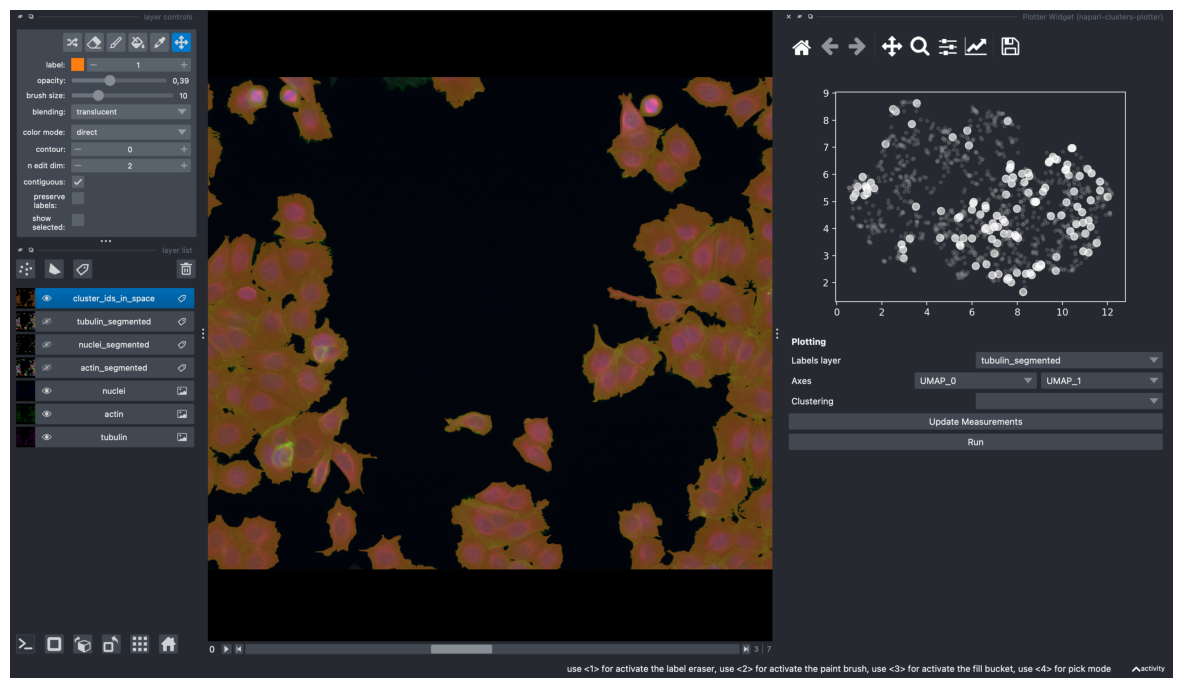 layer controls
label:
1
opacity:
0,39
brush size:
10
blending:
translucent
color mode:
direct
contour:
0
n edit dim:
2
contiguous:
preserve
labels:
show
selected:
layer list
cluster_ids_in_space
tubulin_segmented
nuclei_segmented
actin_segmented
nuclei
actin
tubulin
0
3 | 7
Plotter Widget (napari-clusters-plotter)
9
8
7
6
5
4
3
2
0 2 4 6 8 10 12
Plotting
Labels layer
tubulin_segmented
Axes
UMAP_0
UMAP_1
Clustering
Update Measurements
Run
use <1> for activate the label eraser, use <2> for activate the paint brush, use <3> for activate the fill bucket, use <4> for pick mode
activity